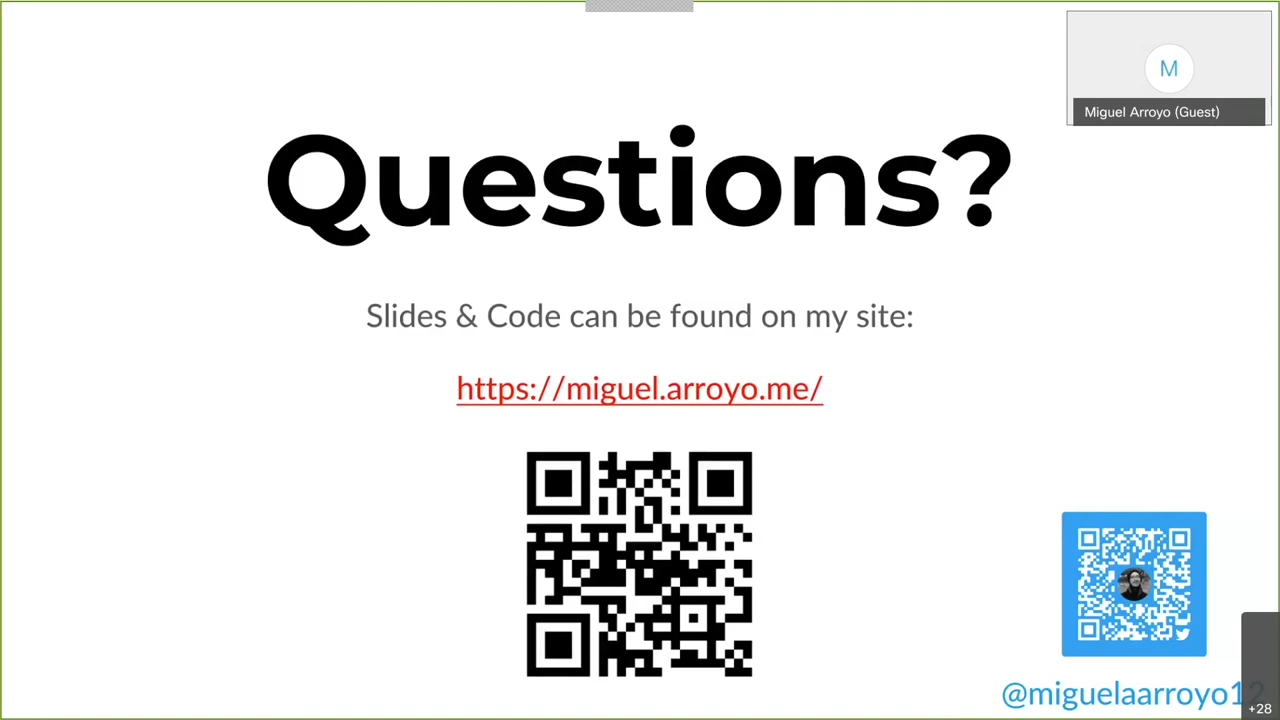 M
Miguel Arroyo (Guest)
Questions?
Slides & Code can be found on my site:
https://miguel.arroyo.me/
@miguelaarroyo12
+28